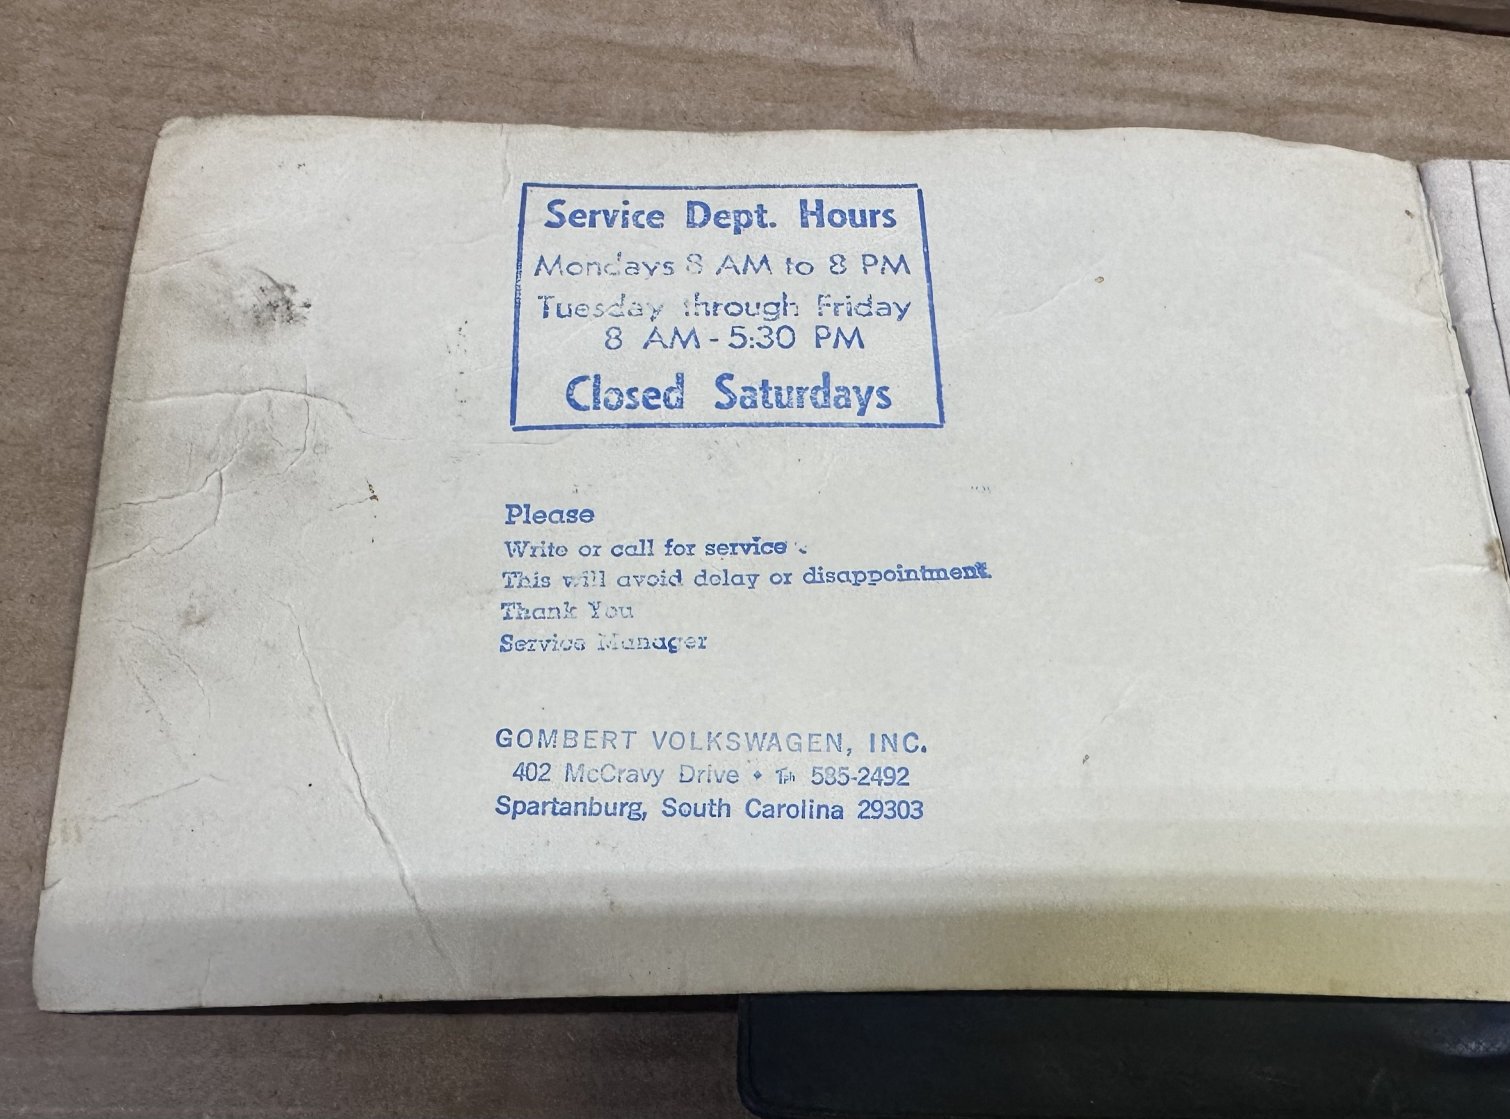 Service Dept. Hours
Mondays 8 AM to 8 PM
Tuesday through Friday
8 AM - 5:30 PM
Closed Saturdays
Please
Write or call for service
This will avoid delay or disappointment.
Thank You
Service Manager
GOMBERT VOLKSWAGEN, INC.
402 McCravy Drive • 585-2492
Spartanburg, South Carolina 29303